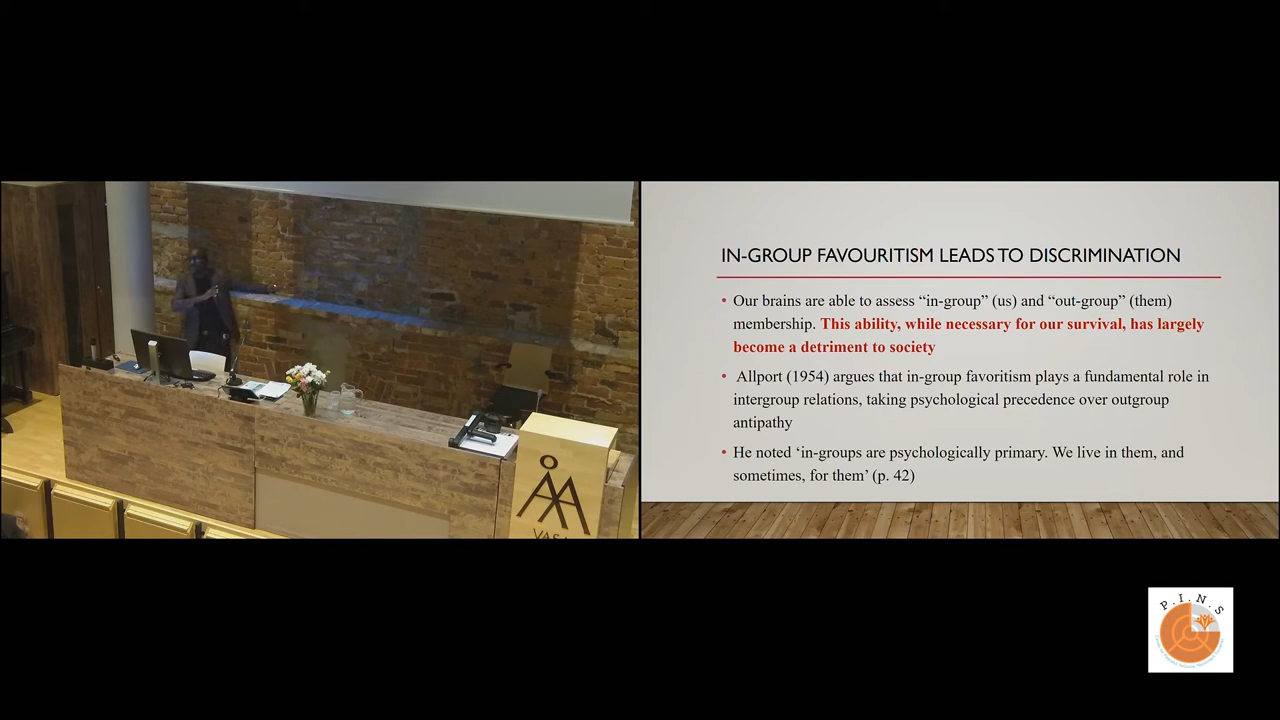 IN-GROUP FAVOURITISM LEADS TO DISCRIMINATION
• Our brains are able to assess “in-group” (us) and “out-group” (them)
membership. This ability, while necessary for our survival, has largely
become a detriment to society
• Allport (1954) argues that in-group favoritism plays a fundamental role in
intergroup relations, taking psychological precedence over outgroup
antipathy
• He noted ‘in-groups are psychologically primary. We live in them, and
sometimes, for them’ (p. 42)
VASA
P.I.N.S